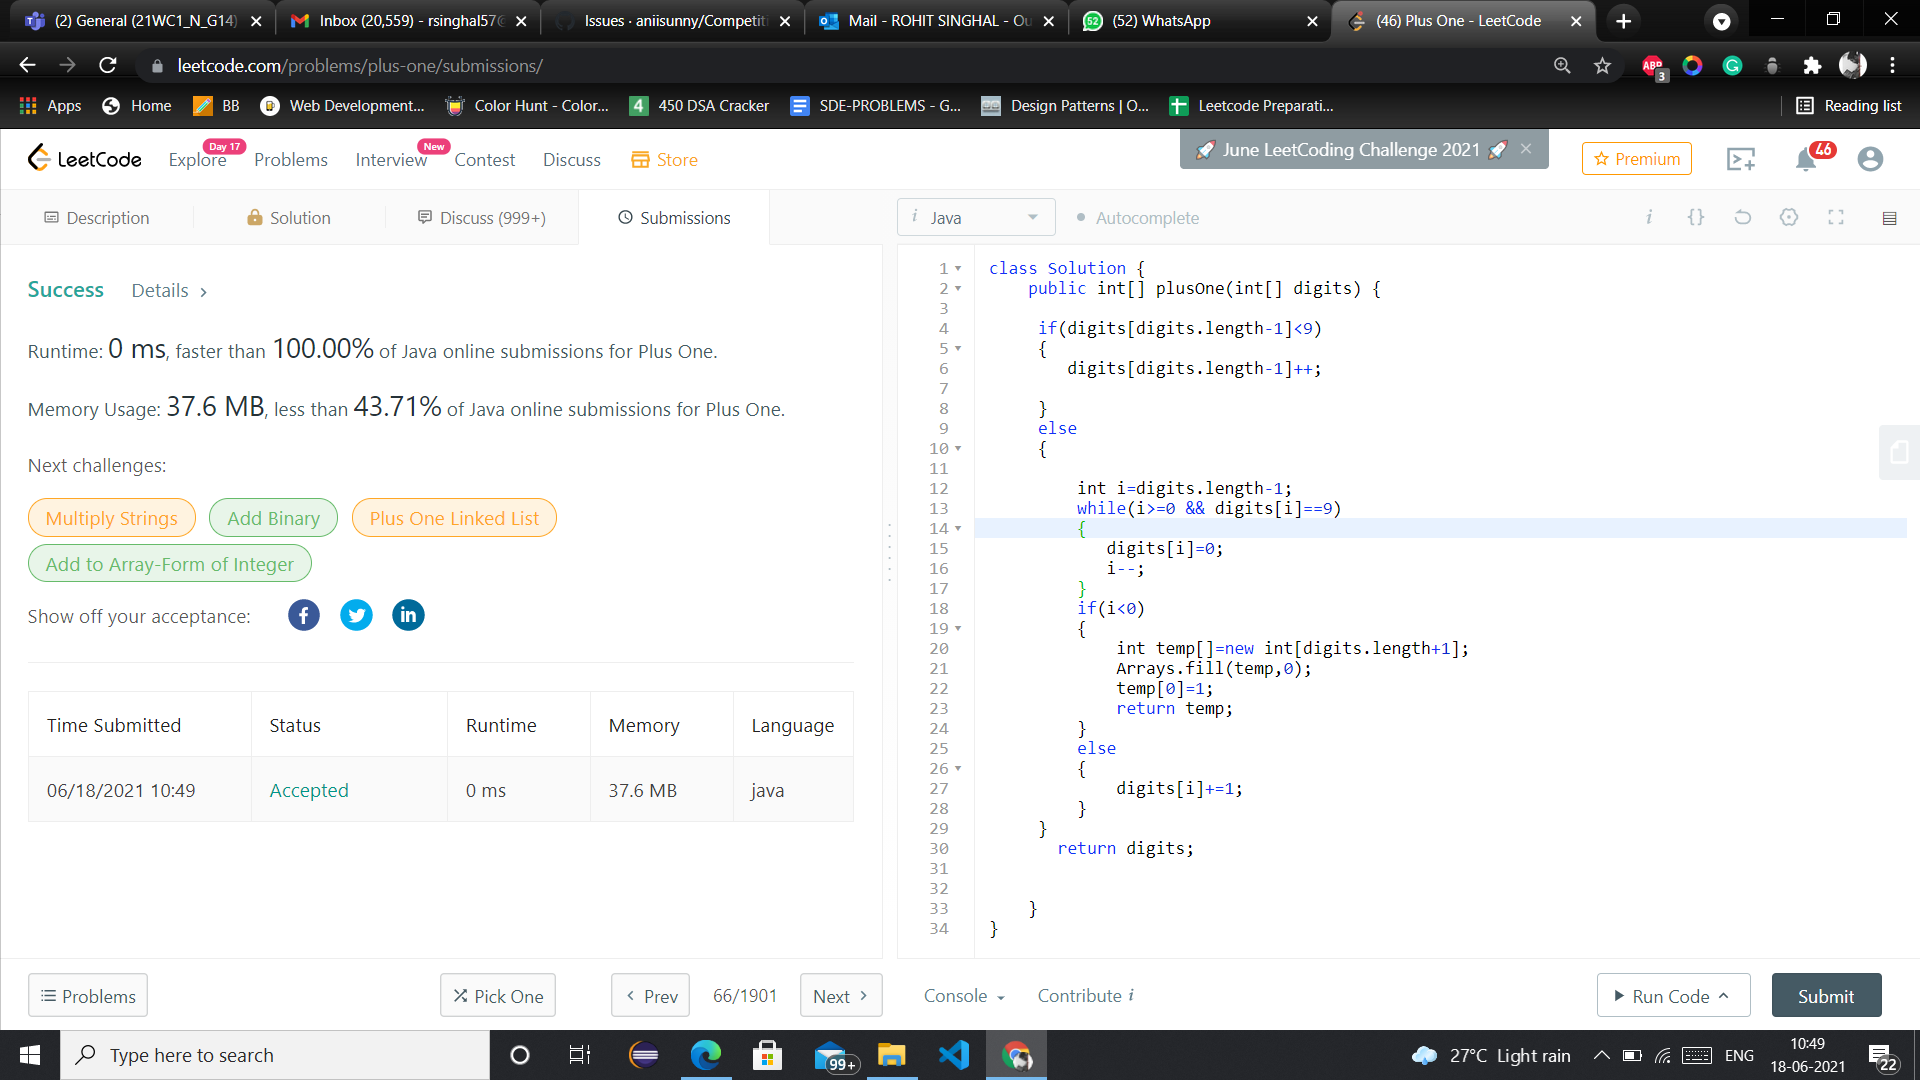 (2) General (21WC1_N_G14)
Inbox (20,559) - rsinghal57@
Issues · aniisunny/Competiti
Mail - ROHIT SINGHAL - Ou
(52) WhatsApp
(46) Plus One - LeetCode
leetcode.com/problems/plus-one/submissions/
ABP
3
Apps
Home
BB
Web Development...
Color Hunt - Color...
450 DSA Cracker
SDE-PROBLEMS - G...
Design Patterns | O...
Leetcode Preparati...
Reading list
LeetCode
Explore
Day 17
Problems
Interview
New
Contest
Discuss
Store
June LeetCoding Challenge 2021
Premium
46
Description
Solution
Discuss (999+)
Submissions
i Java
Autocomplete
Success
Details >
Runtime: 0 ms, faster than 100.00% of Java online submissions for Plus One.
Memory Usage: 37.6 MB, less than 43.71% of Java online submissions for Plus One.
Next challenges:
Multiply Strings
Add Binary
Plus One Linked List
Add to Array-Form of Integer
Show off your acceptance:
Time Submitted Status Runtime Memory Language
06/18/2021 10:49 Accepted 0 ms 37.6 MB java
1 class Solution {
2 public int[] plusOne(int[] digits) {
3
4 if(digits[digits.length-1]<9)
5 {
6 digits[digits.length-1]++;
7
8 }
9 else
10 {
11
12 int i=digits.length-1;
13 while(i>=0 && digits[i]==9)
14 {
15 digits[i]=0;
16 i--;
17 }
18 if(i<0)
19 {
20 int temp[]=new int[digits.length+1];
21 Arrays.fill(temp,0);
22 temp[0]=1;
23 return temp;
24 }
25 else
26 {
27 digits[i]+=1;
28 }
29 }
30 return digits;
31
32
33 }
34 }
Problems
Pick One
< Prev
66/1901
Next >
Console
Contribute i
Run Code
Submit
Type here to search
99+
27°C Light rain
ENG
10:49
18-06-2021
22